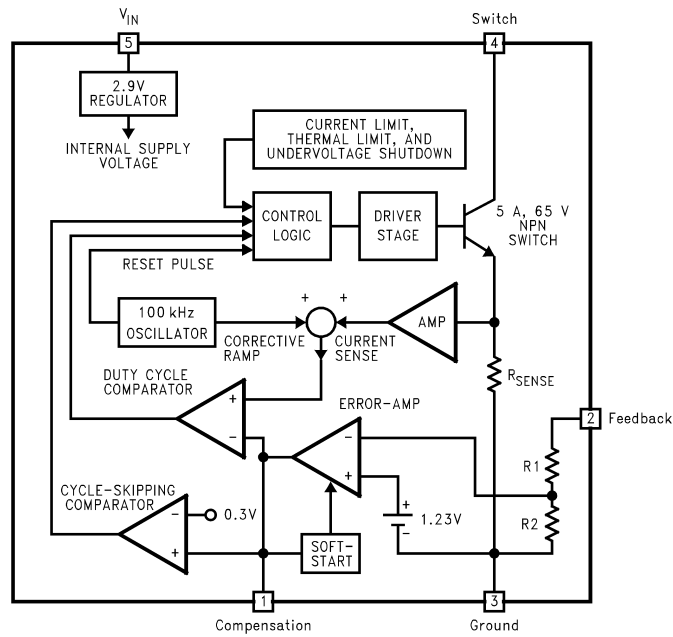 VIN
Switch
5
4
2.9V
REGULATOR
INTERNAL SUPPLY
VOLTAGE
CURRENT LIMIT,
THERMAL LIMIT, AND
UNDERVOLTAGE SHUTDOWN
CONTROL
LOGIC
DRIVER
STAGE
5 A, 65 V
NPN
SWITCH
RESET PULSE
100 kHz
OSCILLATOR
+
+
CORRECTIVE
RAMP
CURRENT
SENSE
AMP
RSENSE
DUTY CYCLE
COMPARATOR
+
−
ERROR-AMP
−
+
2
Feedback
R1
R2
CYCLE-SKIPPING
COMPARATOR
−
+
0.3V
+
−
1.23V
SOFT-
START
1
3
Compensation
Ground